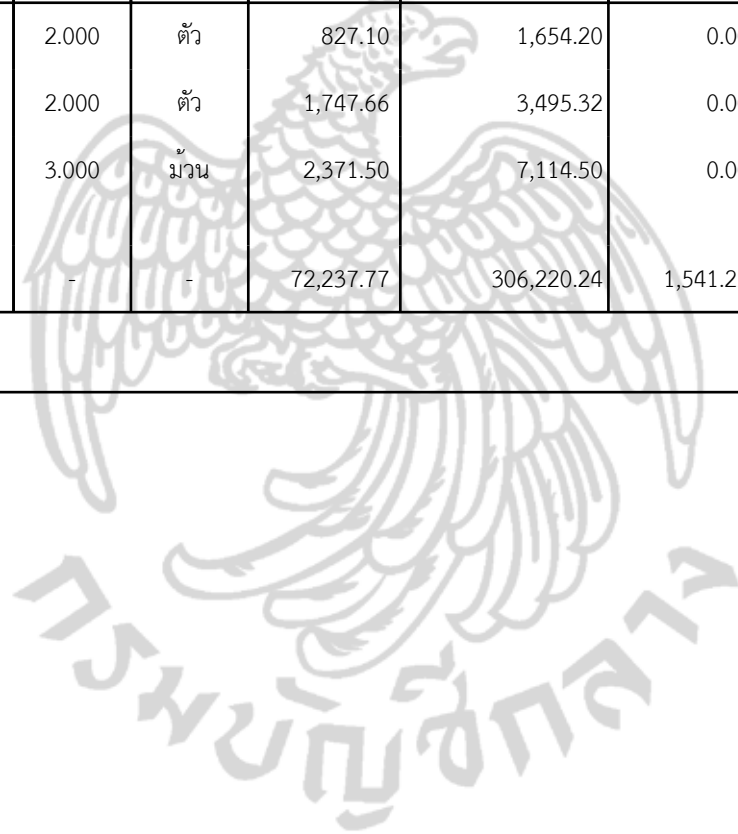 2.000 ตัว 827.10 1,654.20 0.0
2.000 ตัว 1,747.66 3,495.32 0.0
3.000 ม้วน 2,371.50 7,114.50 0.0
- - 72,237.77 306,220.24 1,541.2
กรมบัญชีกลาง